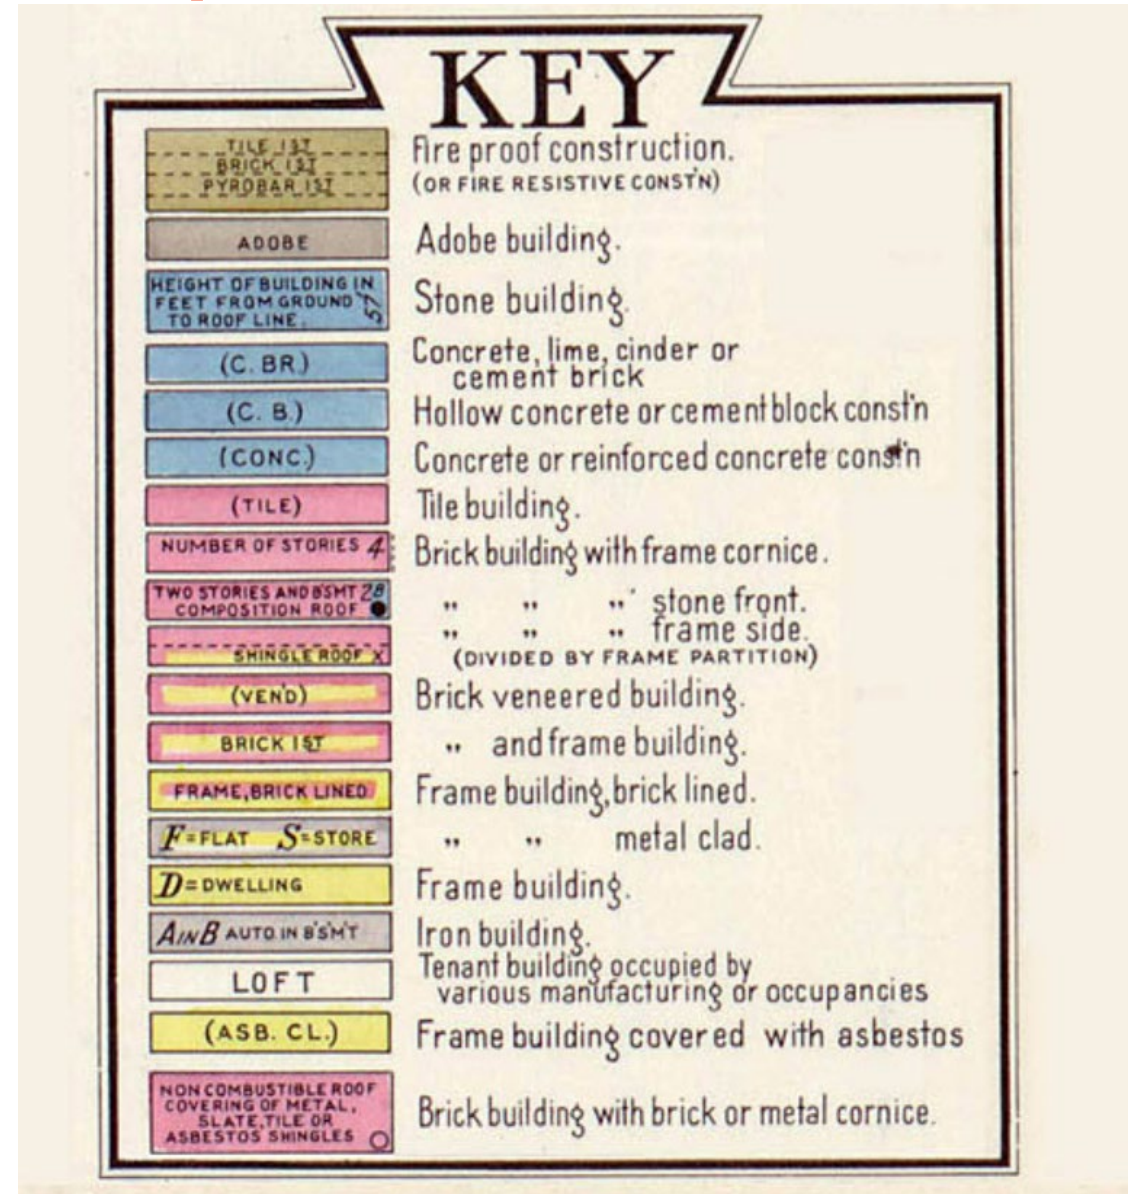 KEY
TILE 1ST
BRICK 1ST
PYROBAR 1ST
Fire proof construction.
(OR FIRE RESISTIVE CONST'N)
ADOBE
Adobe building.
HEIGHT OF BUILDING IN
FEET FROM GROUND 57'
TO ROOF LINE.
Stone building.
(C. BR.)
Concrete, lime, cinder or
cement brick
(C. B.)
Hollow concrete or cement block const'n
(CONC.)
Concrete or reinforced concrete const'n
(TILE)
Tile building.
NUMBER OF STORIES 4
Brick building with frame cornice.
TWO STORIES AND B'SMT 2B
COMPOSITION ROOF
" " " stone front.
" " " frame side.
SHINGLE ROOF x
(DIVIDED BY FRAME PARTITION)
(VEN'D)
Brick veneered building.
BRICK 1ST
" and frame building.
FRAME, BRICK LINED
Frame building, brick lined.
F=FLAT S=STORE
" " metal clad.
D=DWELLING
Frame building.
A IN B AUTO IN B'S'M'T
Iron building.
LOFT
Tenant building occupied by
various manufacturing or occupancies
(ASB. CL.)
Frame building covered with asbestos
NON COMBUSTIBLE ROOF
COVERING OF METAL,
SLATE, TILE OR
ASBESTOS SHINGLES
Brick building with brick or metal cornice.